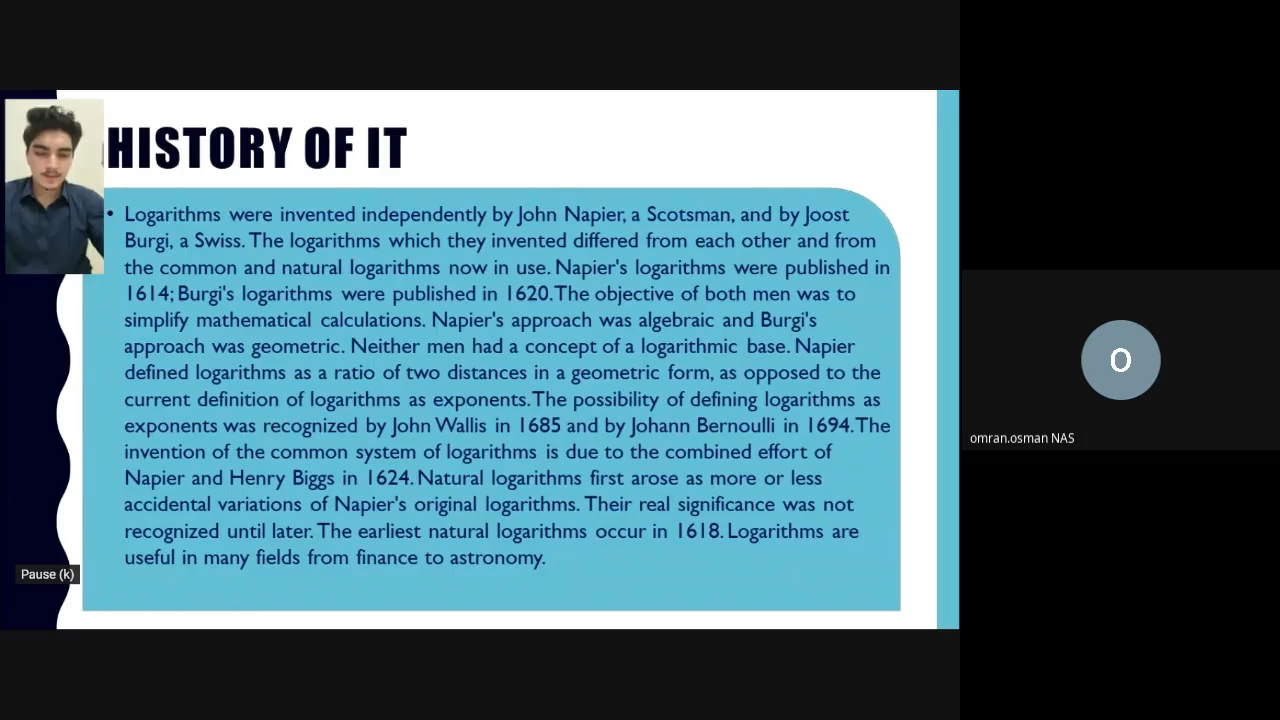 HISTORY OF IT
• Logarithms were invented independently by John Napier, a Scotsman, and by Joost
Burgi, a Swiss. The logarithms which they invented differed from each other and from
the common and natural logarithms now in use. Napier's logarithms were published in
1614; Burgi's logarithms were published in 1620. The objective of both men was to
simplify mathematical calculations. Napier's approach was algebraic and Burgi's
approach was geometric. Neither men had a concept of a logarithmic base. Napier
defined logarithms as a ratio of two distances in a geometric form, as opposed to the
current definition of logarithms as exponents. The possibility of defining logarithms as
exponents was recognized by John Wallis in 1685 and by Johann Bernoulli in 1694. The
invention of the common system of logarithms is due to the combined effort of
Napier and Henry Biggs in 1624. Natural logarithms first arose as more or less
accidental variations of Napier's original logarithms. Their real significance was not
recognized until later. The earliest natural logarithms occur in 1618. Logarithms are
useful in many fields from finance to astronomy.
Pause (k)
O
omran.osman NAS